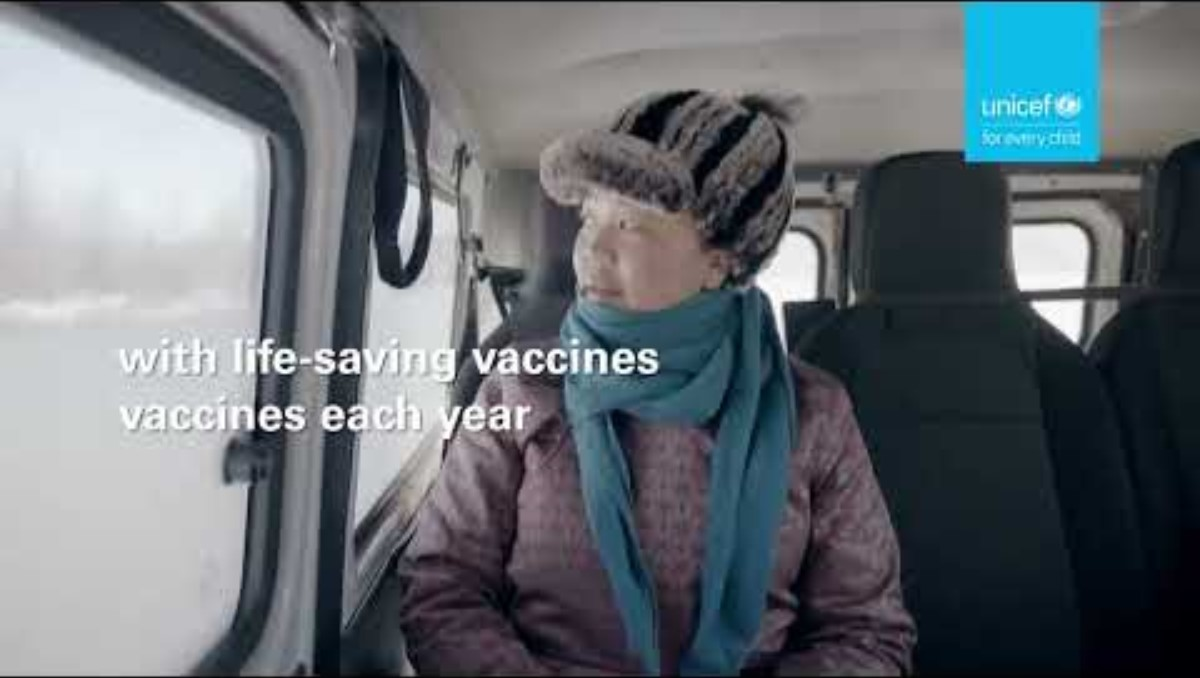 unicef
for every child
with life-saving vaccines
vaccines each year